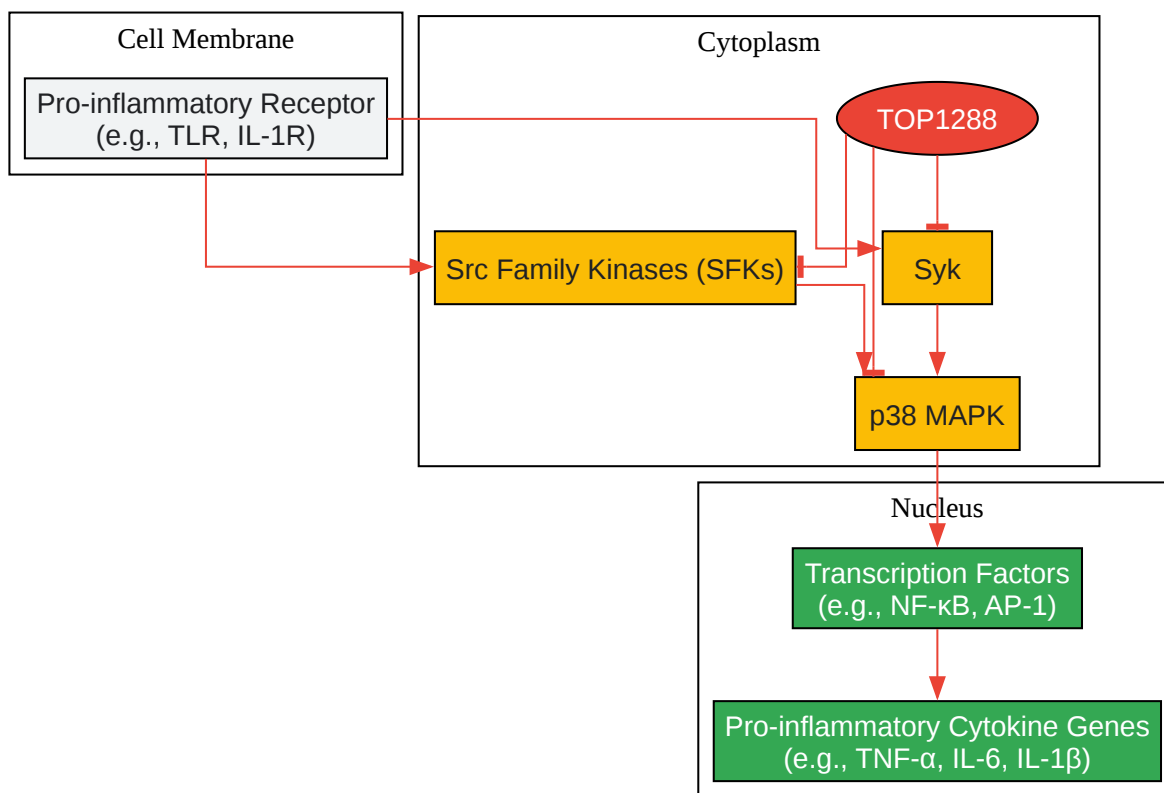 Cell Membrane
Pro-inflammatory Receptor
(e.g., TLR, IL-1R)
Cytoplasm
TOP1288
Src Family Kinases (SFKs)
Syk
p38 MAPK
Nucleus
Transcription Factors
(e.g., NF-κB, AP-1)
Pro-inflammatory Cytokine Genes
(e.g., TNF-α, IL-6, IL-1β)